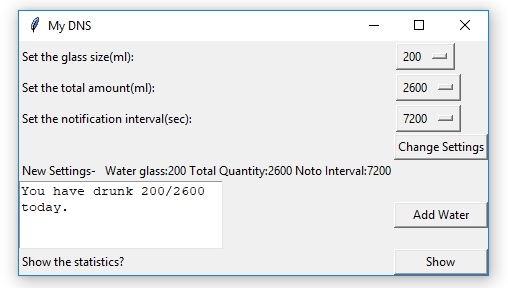 My DNS
Set the glass size(ml): 200
Set the total amount(ml): 2600
Set the notification interval(sec): 7200
Change Settings
New Settings- Water glass:200 Total Quantity:2600 Noto Interval:7200
You have drunk 200/2600
today.
Add Water
Show the statistics? Show